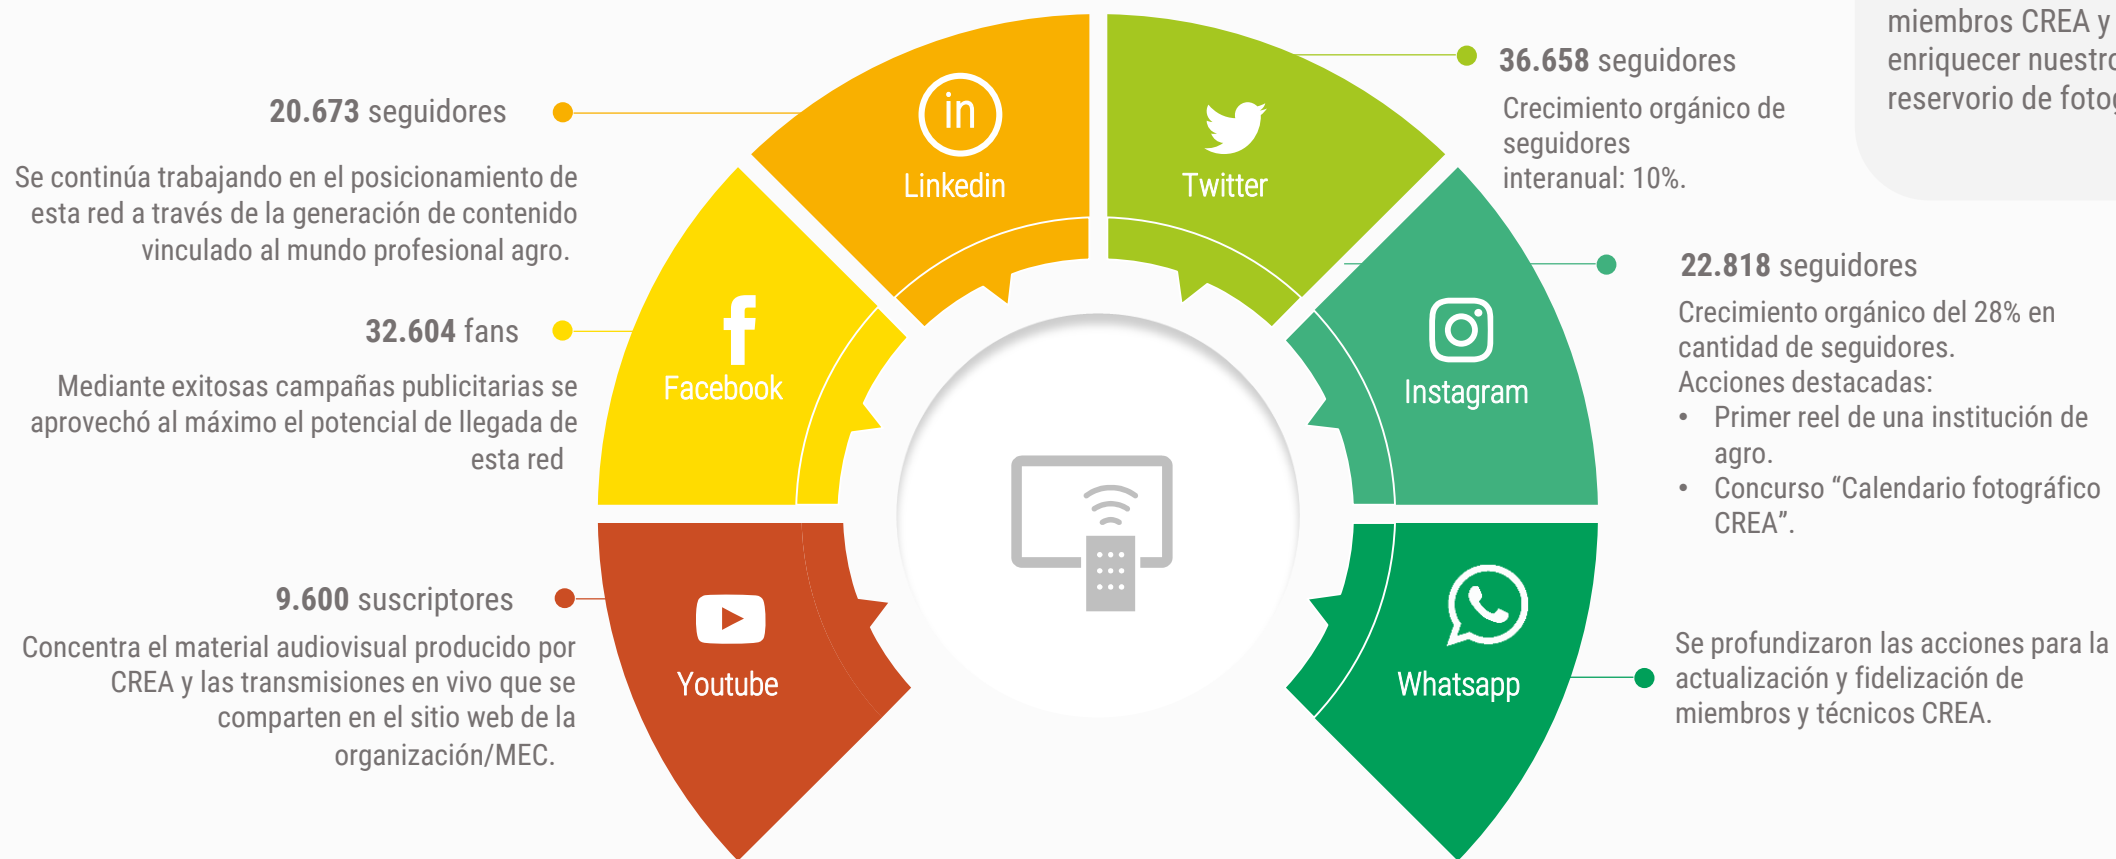 miembros CREA y
enriquecer nuestro
reservorio de
20.673 seguidores
Se continúa trabajando en el posicionamiento de
esta red a través de la generación de contenido
vinculado al mundo profesional agro.
32.604 fans
Mediante exitosas campañas publicitarias se
aprovechó al máximo el potencial de llegada de
esta red
9.600 suscriptores
Concentra el material audiovisual producido por
CREA y las transmisiones en vivo que se
comparten en el sitio web de la
organización/MEC.
in
Linkedin
Twitter
Facebook
Instagram
Youtube
Whatsapp
36.658 seguidores
Crecimiento orgánico de
seguidores
interanual: 10%.
22.818 seguidores
Crecimiento orgánico del 28% en
cantidad de seguidores.
Acciones destacadas:
• Primer reel de una institución de
agro.
• Concurso “Calendario fotográfico
CREA”.
Se profundizaron las acciones para la
actualización y fidelización de
miembros y técnicos CREA.